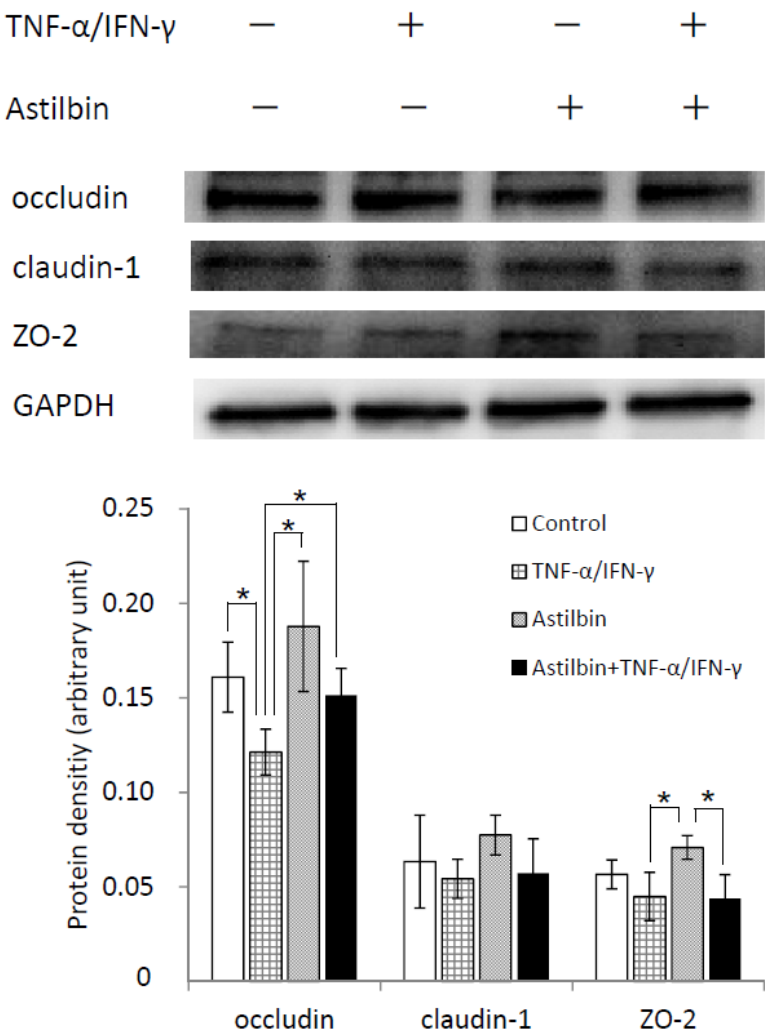 TNF-α/IFN-γ − + − +
Astilbin − − + +
occludin
claudin-1
ZO-2
GAPDH
0.25
0.20
0.15
0.10
0.05
0
Protein densitiy (arbitrary unit)
* * *
* *
Control
TNF-α/IFN-γ
Astilbin
Astilbin+TNF-α/IFN-γ
occludin claudin-1 ZO-2